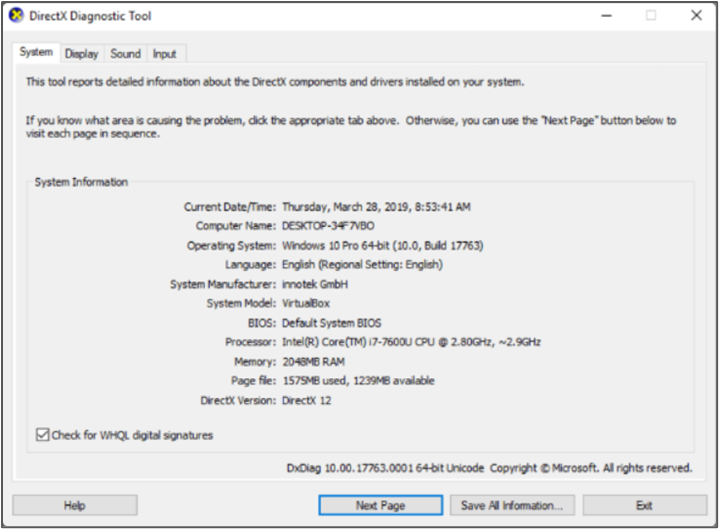 DirectX Diagnostic Tool
System Display Sound Input
This tool reports detailed information about the DirectX components and drivers installed on your system.
If you know what area is causing the problem, click the appropriate tab above. Otherwise, you can use the "Next Page" button below to
visit each page in sequence.
System Information
Current Date/Time: Thursday, March 28, 2019, 8:53:41 AM
Computer Name: DESKTOP-34F7VBO
Operating System: Windows 10 Pro 64-bit (10.0, Build 17763)
Language: English (Regional Setting: English)
System Manufacturer: innotek GmbH
System Model: VirtualBox
BIOS: Default System BIOS
Processor: Intel(R) Core(TM) i7-7600U CPU @ 2.80GHz, ~2.9GHz
Memory: 2048MB RAM
Page file: 1575MB used, 1239MB available
DirectX Version: DirectX 12
Check for WHQL digital signatures
DxDiag 10.00.17763.0001 64-bit Unicode Copyright © Microsoft. All rights reserved.
Help Next Page Save All Information... Exit